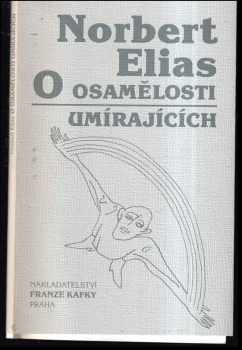 Norbert
Elias
O OSAMĚLOSTI
UMÍRAJÍCÍCH
NAKLADATELSTVÍ
FRANZE KAFKY
PRAHA